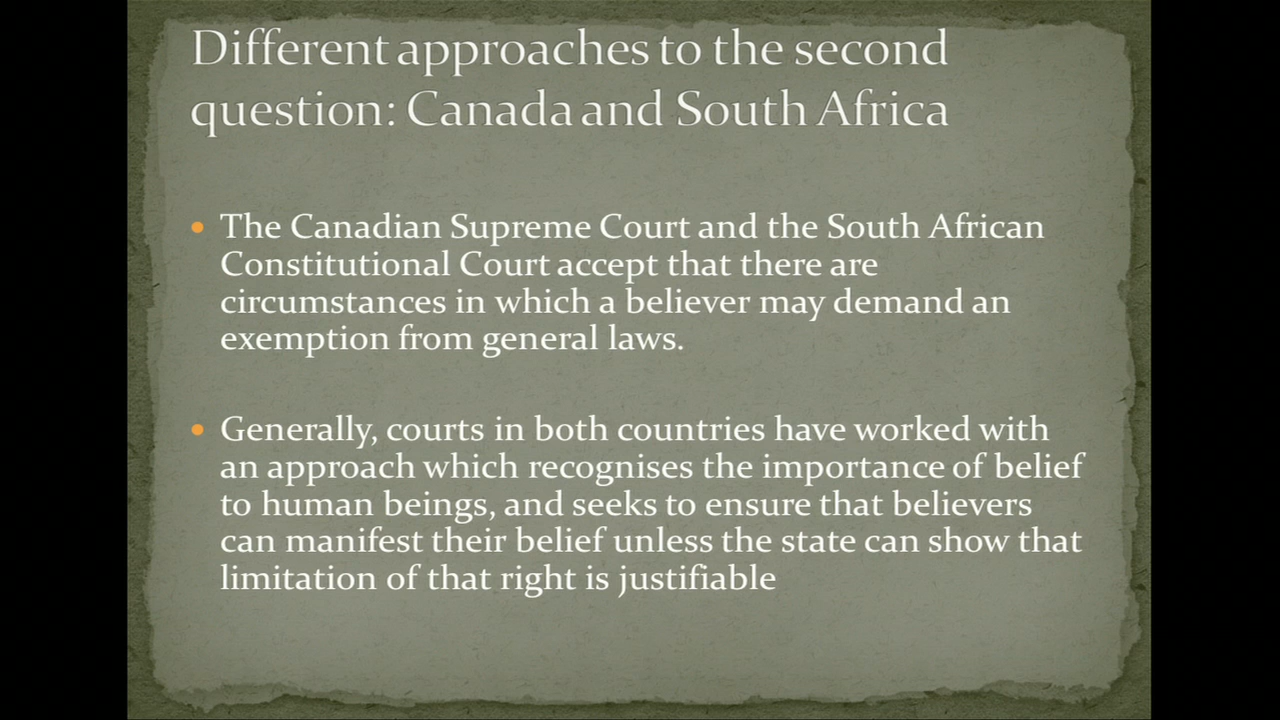 Different approaches to the second
question: Canada and South Africa
• The Canadian Supreme Court and the South African
Constitutional Court accept that there are
circumstances in which a believer may demand an
exemption from general laws.
• Generally, courts in both countries have worked with
an approach which recognises the importance of belief
to human beings, and seeks to ensure that believers
can manifest their belief unless the state can show that
limitation of that right is justifiable